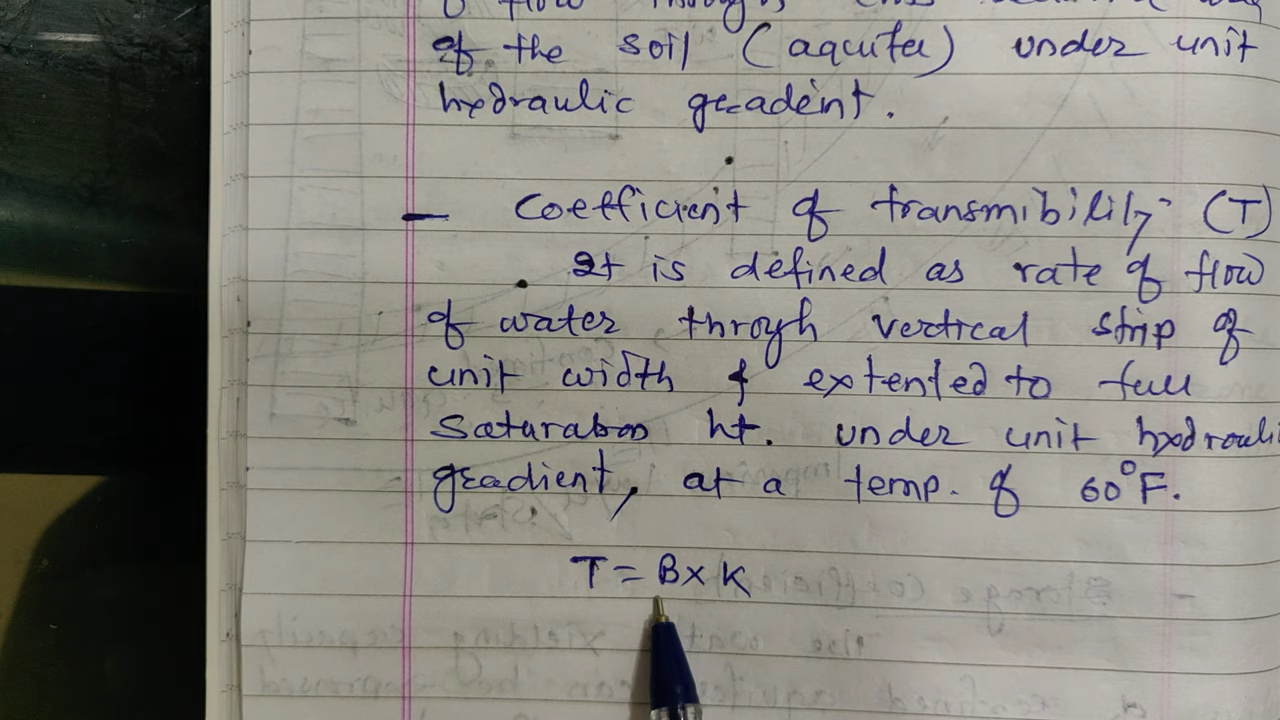 of the soil (aquifer) under unit
hydraulic gradent.
– Coefficient of transmibility (T)
It is defined as rate of flow
of water throgh vertical strip of
unit width & extented to full
Saturation ht. under unit hydrauli
gradient, at a temp. of 60°F.
T = B x K